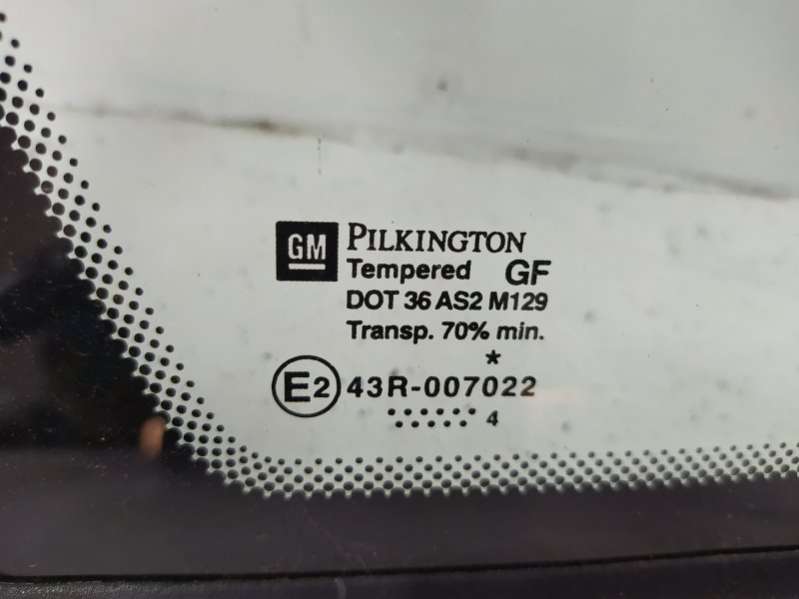 GM PILKINGTON
Tempered GF
DOT 36 AS2 M129
Transp. 70% min.
*
E2 43R-007022
4